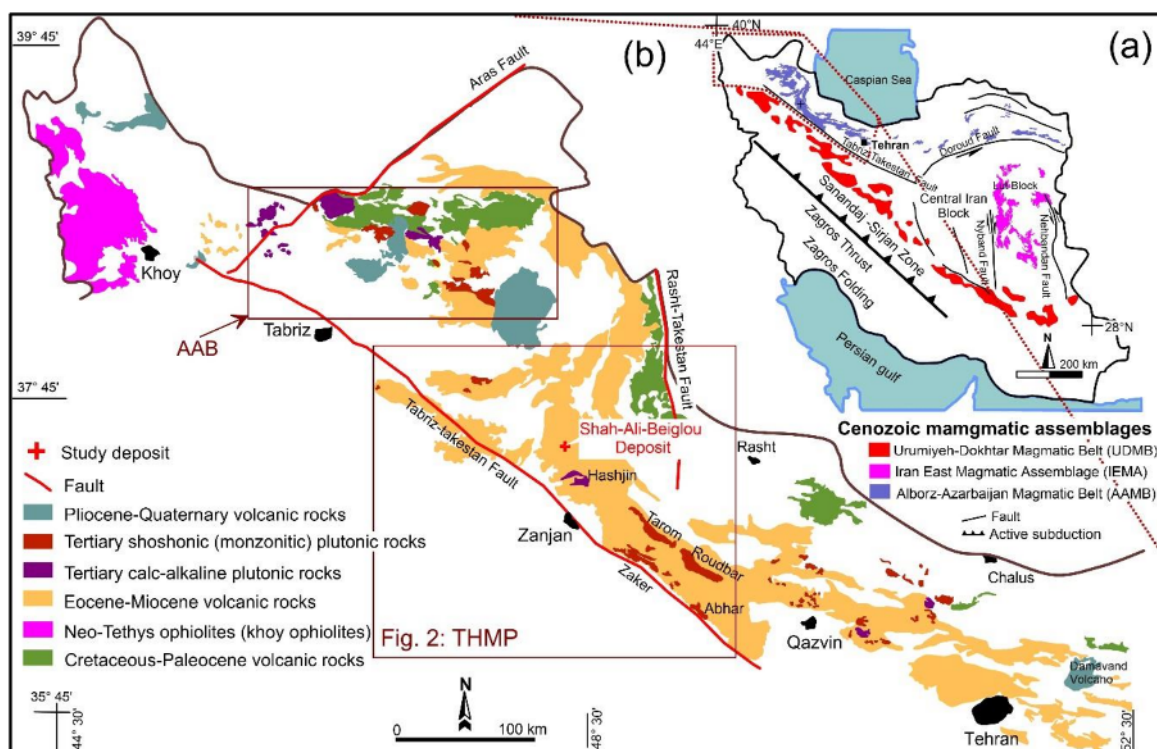 39° 45'
(b)
Aras Fault
Khoy
Tabriz
AAB
37° 45'
Rasht-Takestan Fault
Tabriz-takestan Fault
Shah-Ali-Beiglou
Deposit
Hashjin
Rasht
Zanjan
Tarom
Roudbar
Zaker
Abhar
Qazvin
Chalus
Damavand
Volcano
Tehran
Fig. 2: THMP
Study deposit
Fault
Pliocene-Quaternary volcanic rocks
Tertiary shoshonic (monzonitic) plutonic rocks
Tertiary calc-alkaline plutonic rocks
Eocene-Miocene volcanic rocks
Neo-Tethys ophiolites (khoy ophiolites)
Cretaceous-Paleocene volcanic rocks
35° 45'
44° 30'
N
0
100 km
48° 30'
52° 30'
40°N
44°E
(a)
Caspian Sea
Tehran
Tabriz Takestan Fault
Doroud Fault
Sanandaj -Sirjan Zone
Zagros Thrust
Zagros Folding
Central Iran
Block
Lut Block
Nyband Fault
Nehbandan Fault
28°N
Persian gulf
N
200 km
Cenozoic mamgmatic assemblages
Urumiyeh-Dokhtar Magmatic Belt (UDMB)
Iran East Magmatic Assemblage (IEMA)
Alborz-Azarbaijan Magmatic Belt (AAMB)
Fault
Active subduction